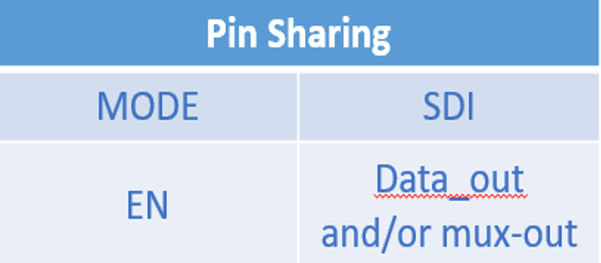 Pin Sharing
MODE SDI
EN Data_out
and/or mux-out